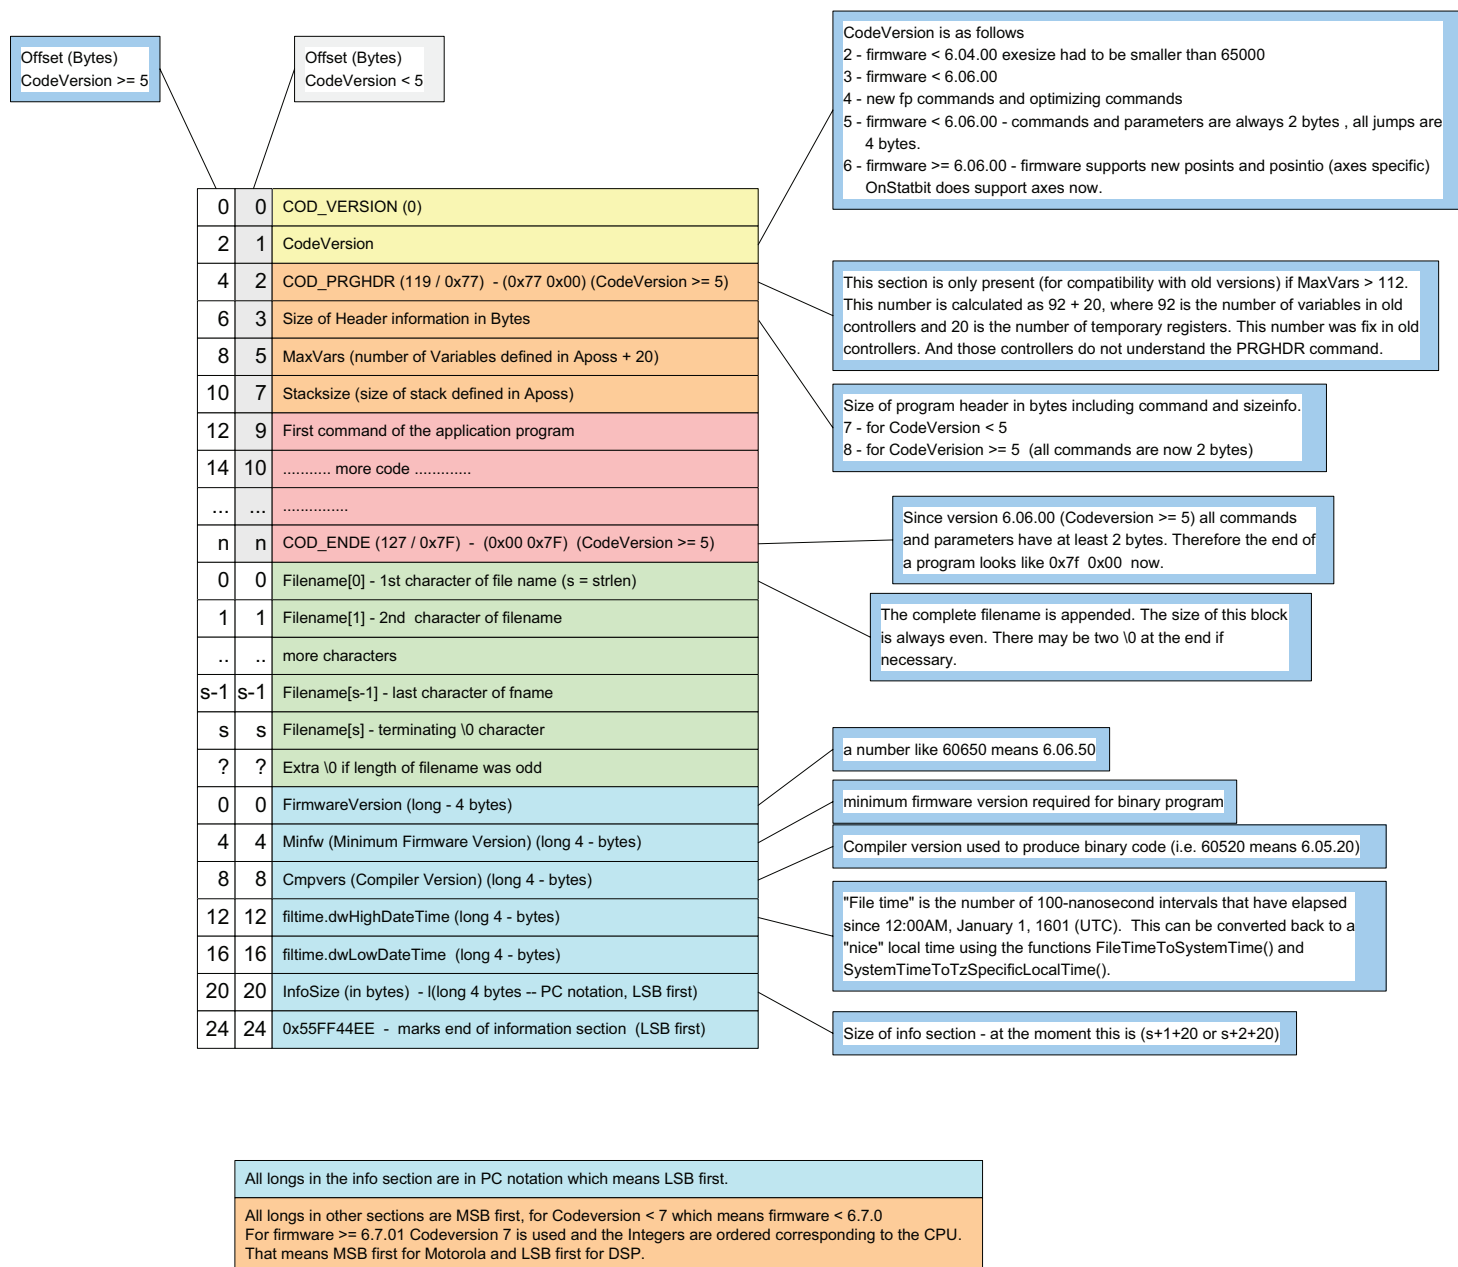 Offset (Bytes)
CodeVersion >= 5
Offset (Bytes)
CodeVersion < 5
CodeVersion is as follows
2 - firmware < 6.04.00 exesize had to be smaller than 65000
3 - firmware < 6.06.00
4 - new fp commands and optimizing commands
5 - firmware < 6.06.00 - commands and parameters are always 2 bytes , all jumps are
4 bytes.
6 - firmware >= 6.06.00 - firmware supports new posints and posintio (axes specific)
OnStatbit does support axes now.
0 0 COD_VERSION (0)
2 1 CodeVersion
4 2 COD_PRGHDR (119 / 0x77) - (0x77 0x00) (CodeVersion >= 5)
6 3 Size of Header information in Bytes
8 5 MaxVars (number of Variables defined in Aposs + 20)
10 7 Stacksize (size of stack defined in Aposs)
12 9 First command of the application program
14 10 ........... more code .............
... ... ...............
n n COD_ENDE (127 / 0x7F) - (0x00 0x7F) (CodeVersion >= 5)
0 0 Filename[0] - 1st character of file name (s = strlen)
1 1 Filename[1] - 2nd character of filename
.. .. more characters
s-1 s-1 Filename[s-1] - last character of fname
s s Filename[s] - terminating \0 character
? ? Extra \0 if length of filename was odd
0 0 FirmwareVersion (long - 4 bytes)
4 4 Minfw (Minimum Firmware Version) (long 4 - bytes)
8 8 Cmpvers (Compiler Version) (long 4 - bytes)
12 12 filtime.dwHighDateTime (long 4 - bytes)
16 16 filtime.dwLowDateTime (long 4 - bytes)
20 20 InfoSize (in bytes) - l(long 4 bytes -- PC notation, LSB first)
24 24 0x55FF44EE - marks end of information section (LSB first)
This section is only present (for compatibility with old versions) if MaxVars > 112.
This number is calculated as 92 + 20, where 92 is the number of variables in old
controllers and 20 is the number of temporary registers. This number was fix in old
controllers. And those controllers do not understand the PRGHDR command.
Size of program header in bytes including command and sizeinfo.
7 - for CodeVersion < 5
8 - for CodeVerision >= 5 (all commands are now 2 bytes)
Since version 6.06.00 (Codeversion >= 5) all commands
and parameters have at least 2 bytes. Therefore the end of
a program looks like 0x7f 0x00 now.
The complete filename is appended. The size of this block
is always even. There may be two \0 at the end if
necessary.
a number like 60650 means 6.06.50
minimum firmware version required for binary program
Compiler version used to produce binary code (i.e. 60520 means 6.05.20)
"File time" is the number of 100-nanosecond intervals that have elapsed
since 12:00AM, January 1, 1601 (UTC). This can be converted back to a
"nice" local time using the functions FileTimeToSystemTime() and
SystemTimeToTzSpecificLocalTime().
Size of info section - at the moment this is (s+1+20 or s+2+20)
All longs in the info section are in PC notation which means LSB first.
All longs in other sections are MSB first, for Codeversion < 7 which means firmware < 6.7.0
For firmware >= 6.7.01 Codeversion 7 is used and the Integers are ordered corresponding to the CPU.
That means MSB first for Motorola and LSB first for DSP.